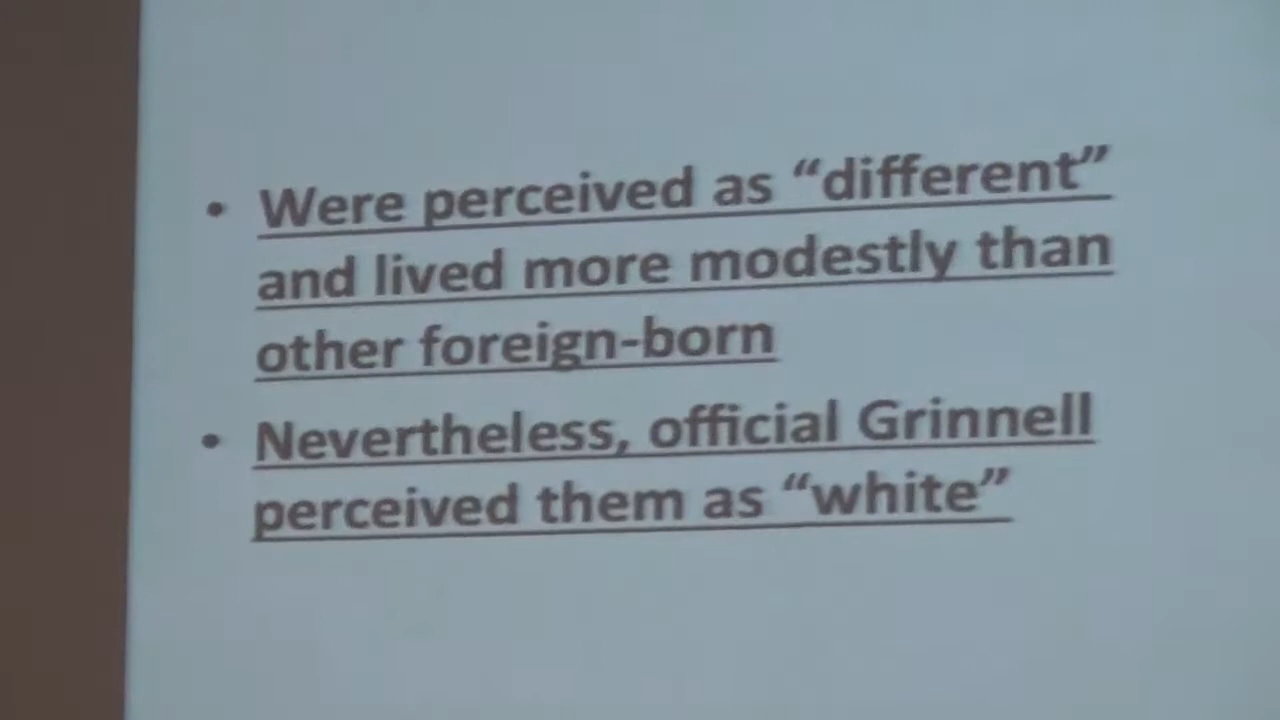 • Were perceived as “different”
and lived more modestly than
other foreign-born
• Nevertheless, official Grinnell
perceived them as “white”